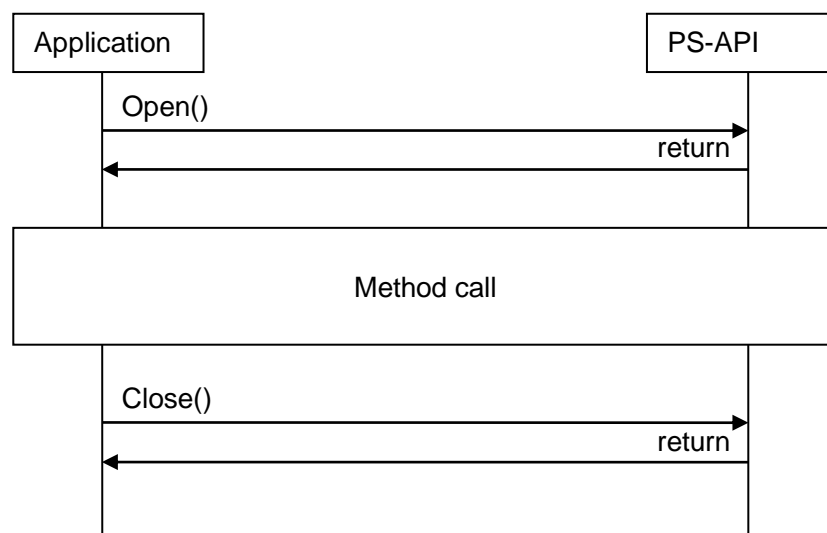 Application
PS-API
Open()
return
Method call
Close()
return